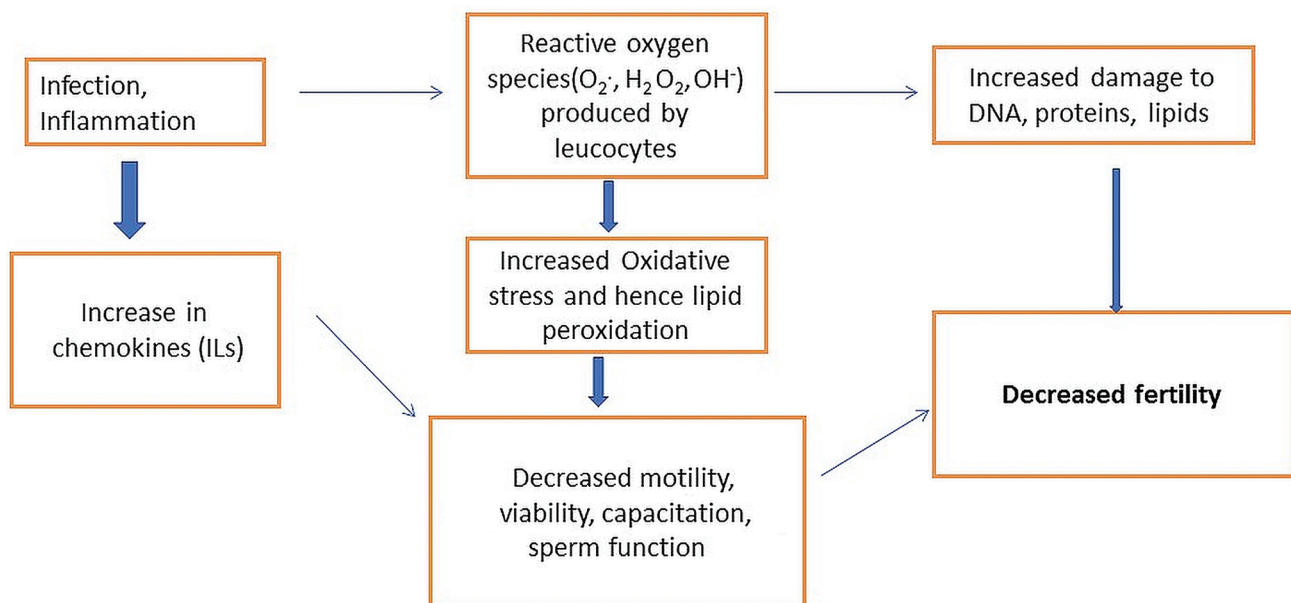 Infection,
Inflammation
Reactive oxygen
species(O₂·, H₂O₂, OH⁻)
produced by
leucocytes
Increased damage to
DNA, proteins, lipids
Increase in
chemokines (ILs)
Increased Oxidative
stress and hence lipid
peroxidation
Decreased fertility
Decreased motility,
viability, capacitation,
sperm function